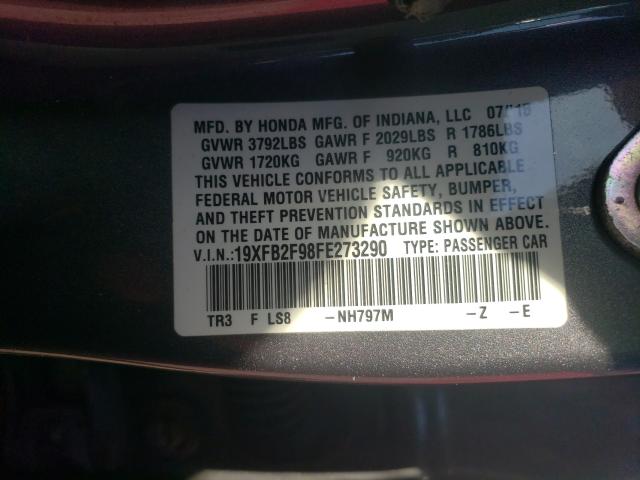 MFD. BY HONDA MFG. OF INDIANA, LLC
GVWR 3792LBS GAWR F 2029LBS R 1786LBS
GVWR 1720KG GAWR F 920KG R 810KG
THIS VEHICLE CONFORMS TO ALL APPLICABLE
FEDERAL MOTOR VEHICLE SAFETY, BUMPER,
AND THEFT PREVENTION STANDARDS IN EFFECT
ON THE DATE OF MANUFACTURE SHOWN ABOVE.
V.I.N.:19XFB2F98FE273290 TYPE: PASSENGER CAR
TR3 F LS8 -NH797M -Z -E